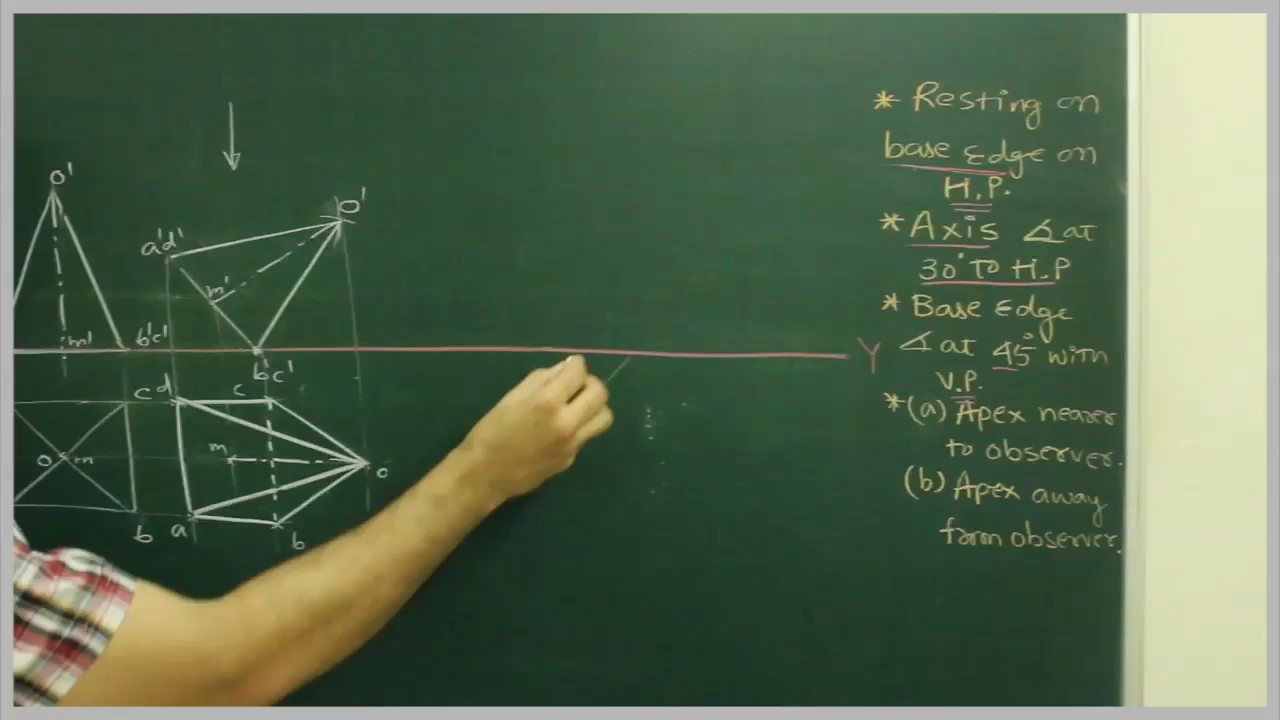 * Resting on
base Edge on
H.P.
* Axis ∠ at
30° To H.P
* Base Edge
∠ at 45° with
V.P.
* (a) Apex nearer
to observer.
(b) Apex away
form observer.
o'
m'
b'c'
a'd'
o'
m'
b'c'
Y
c
d
c
o
m
m
o
b
a
b